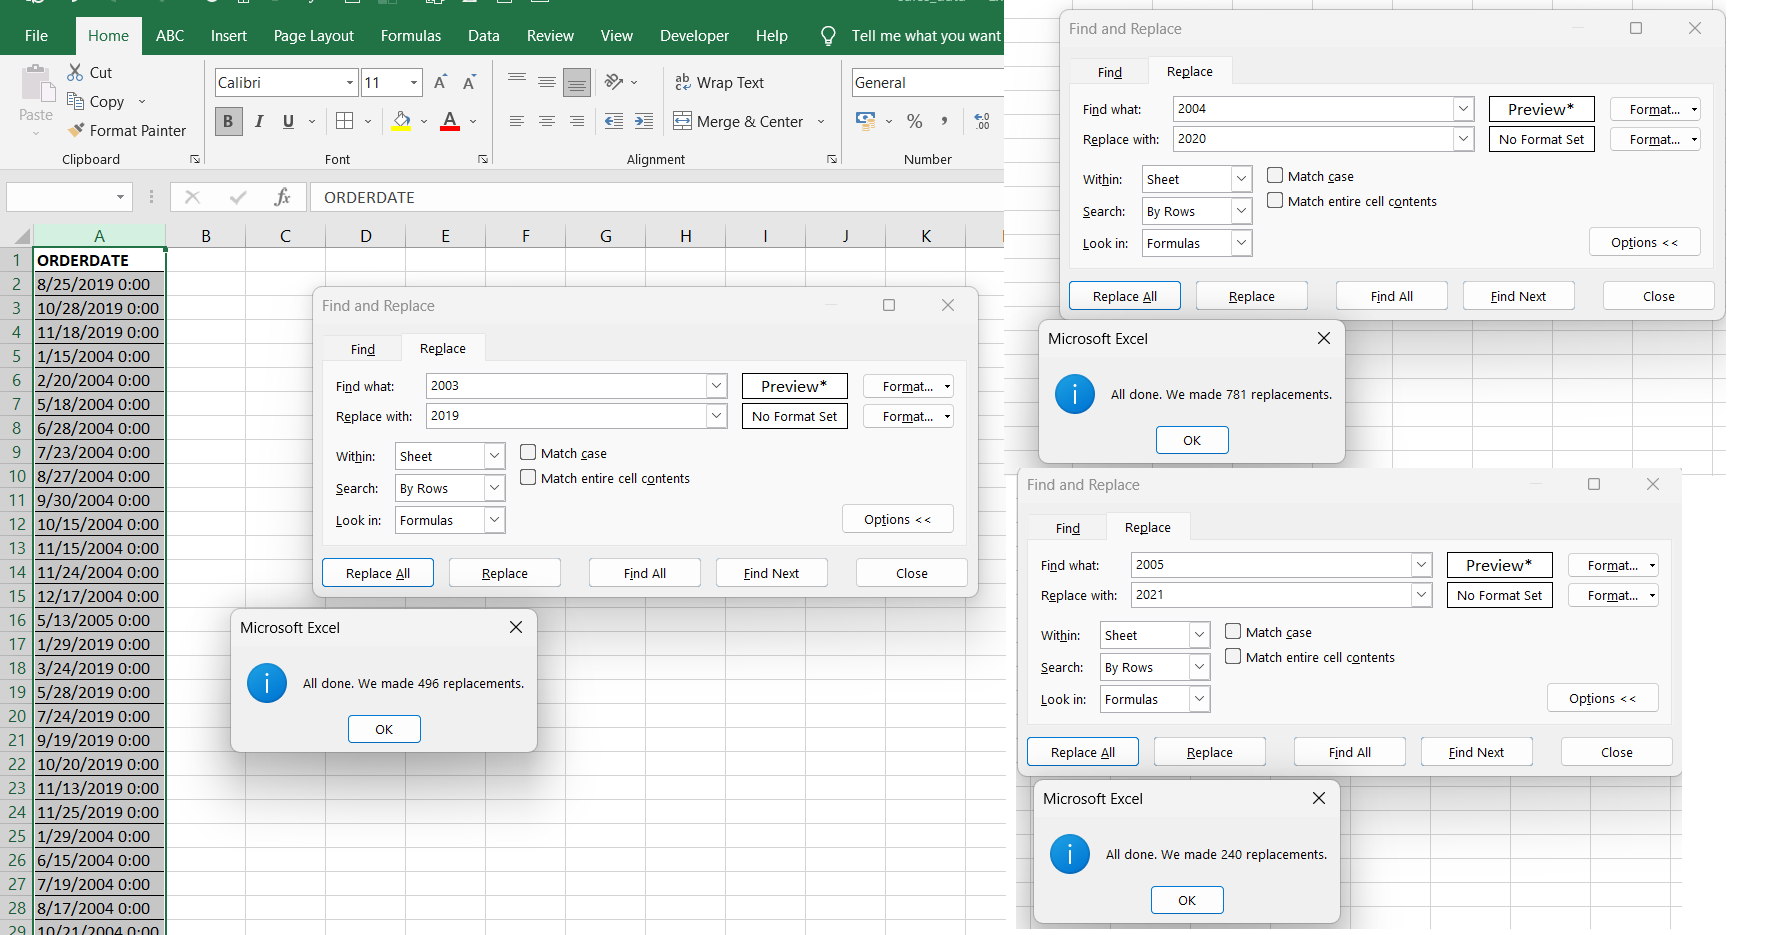 File Home ABC Insert Page Layout Formulas Data Review View Developer Help Tell me what you want
Paste
Cut
Copy
Format Painter
Clipboard
Calibri 11
B I U A
Font
ab Wrap Text
Merge & Center
Alignment
General
% ,
Number
fx ORDERDATE
A B C D E F G H I J K
1 ORDERDATE
2 8/25/2019 0:00
3 10/28/2019 0:00
4 11/18/2019 0:00
5 1/15/2004 0:00
6 2/20/2004 0:00
7 5/18/2004 0:00
8 6/28/2004 0:00
9 7/23/2004 0:00
10 8/27/2004 0:00
11 9/30/2004 0:00
12 10/15/2004 0:00
13 11/15/2004 0:00
14 11/24/2004 0:00
15 12/17/2004 0:00
16 5/13/2005 0:00
17 1/29/2019 0:00
18 3/24/2019 0:00
19 5/28/2019 0:00
20 7/24/2019 0:00
21 9/19/2019 0:00
22 10/20/2019 0:00
23 11/13/2019 0:00
24 11/25/2019 0:00
25 1/29/2004 0:00
26 6/15/2004 0:00
27 7/19/2004 0:00
28 8/17/2004 0:00
29 10/21/2004 0:00
Find and Replace
Find Replace
Find what: 2003 Preview* Format...
Replace with: 2019 No Format Set Format...
Within: Sheet Match case
Search: By Rows Match entire cell contents
Look in: Formulas
Options <<
Replace All Replace Find All Find Next Close
Microsoft Excel
All done. We made 496 replacements.
OK
Find and Replace
Find Replace
Find what: 2004 Preview* Format...
Replace with: 2020 No Format Set Format...
Within: Sheet Match case
Search: By Rows Match entire cell contents
Look in: Formulas
Options <<
Replace All Replace Find All Find Next Close
Microsoft Excel
All done. We made 781 replacements.
OK
Find and Replace
Find Replace
Find what: 2005 Preview* Format...
Replace with: 2021 No Format Set Format...
Within: Sheet Match case
Search: By Rows Match entire cell contents
Look in: Formulas
Options <<
Replace All Replace Find All Find Next Close
Microsoft Excel
All done. We made 240 replacements.
OK